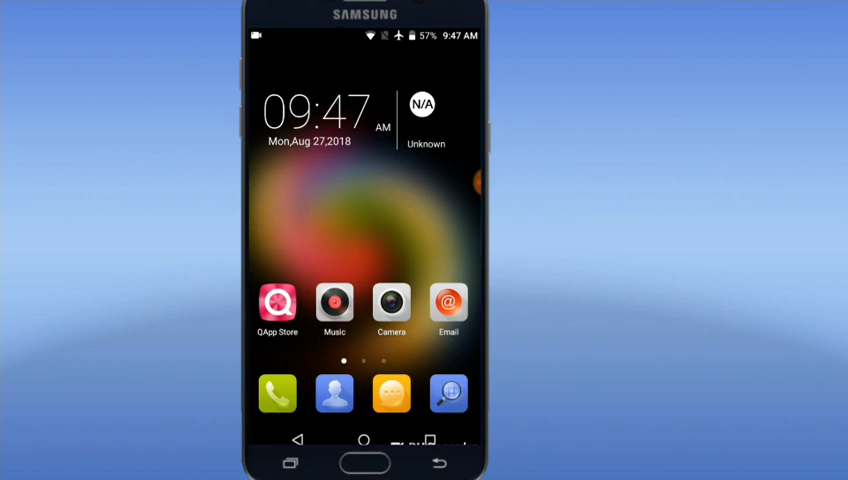 SAMSUNG
57% 9:47 AM
09:47 AM
Mon,Aug 27,2018
N/A
Unknown
QApp Store
Music
Camera
Email
@